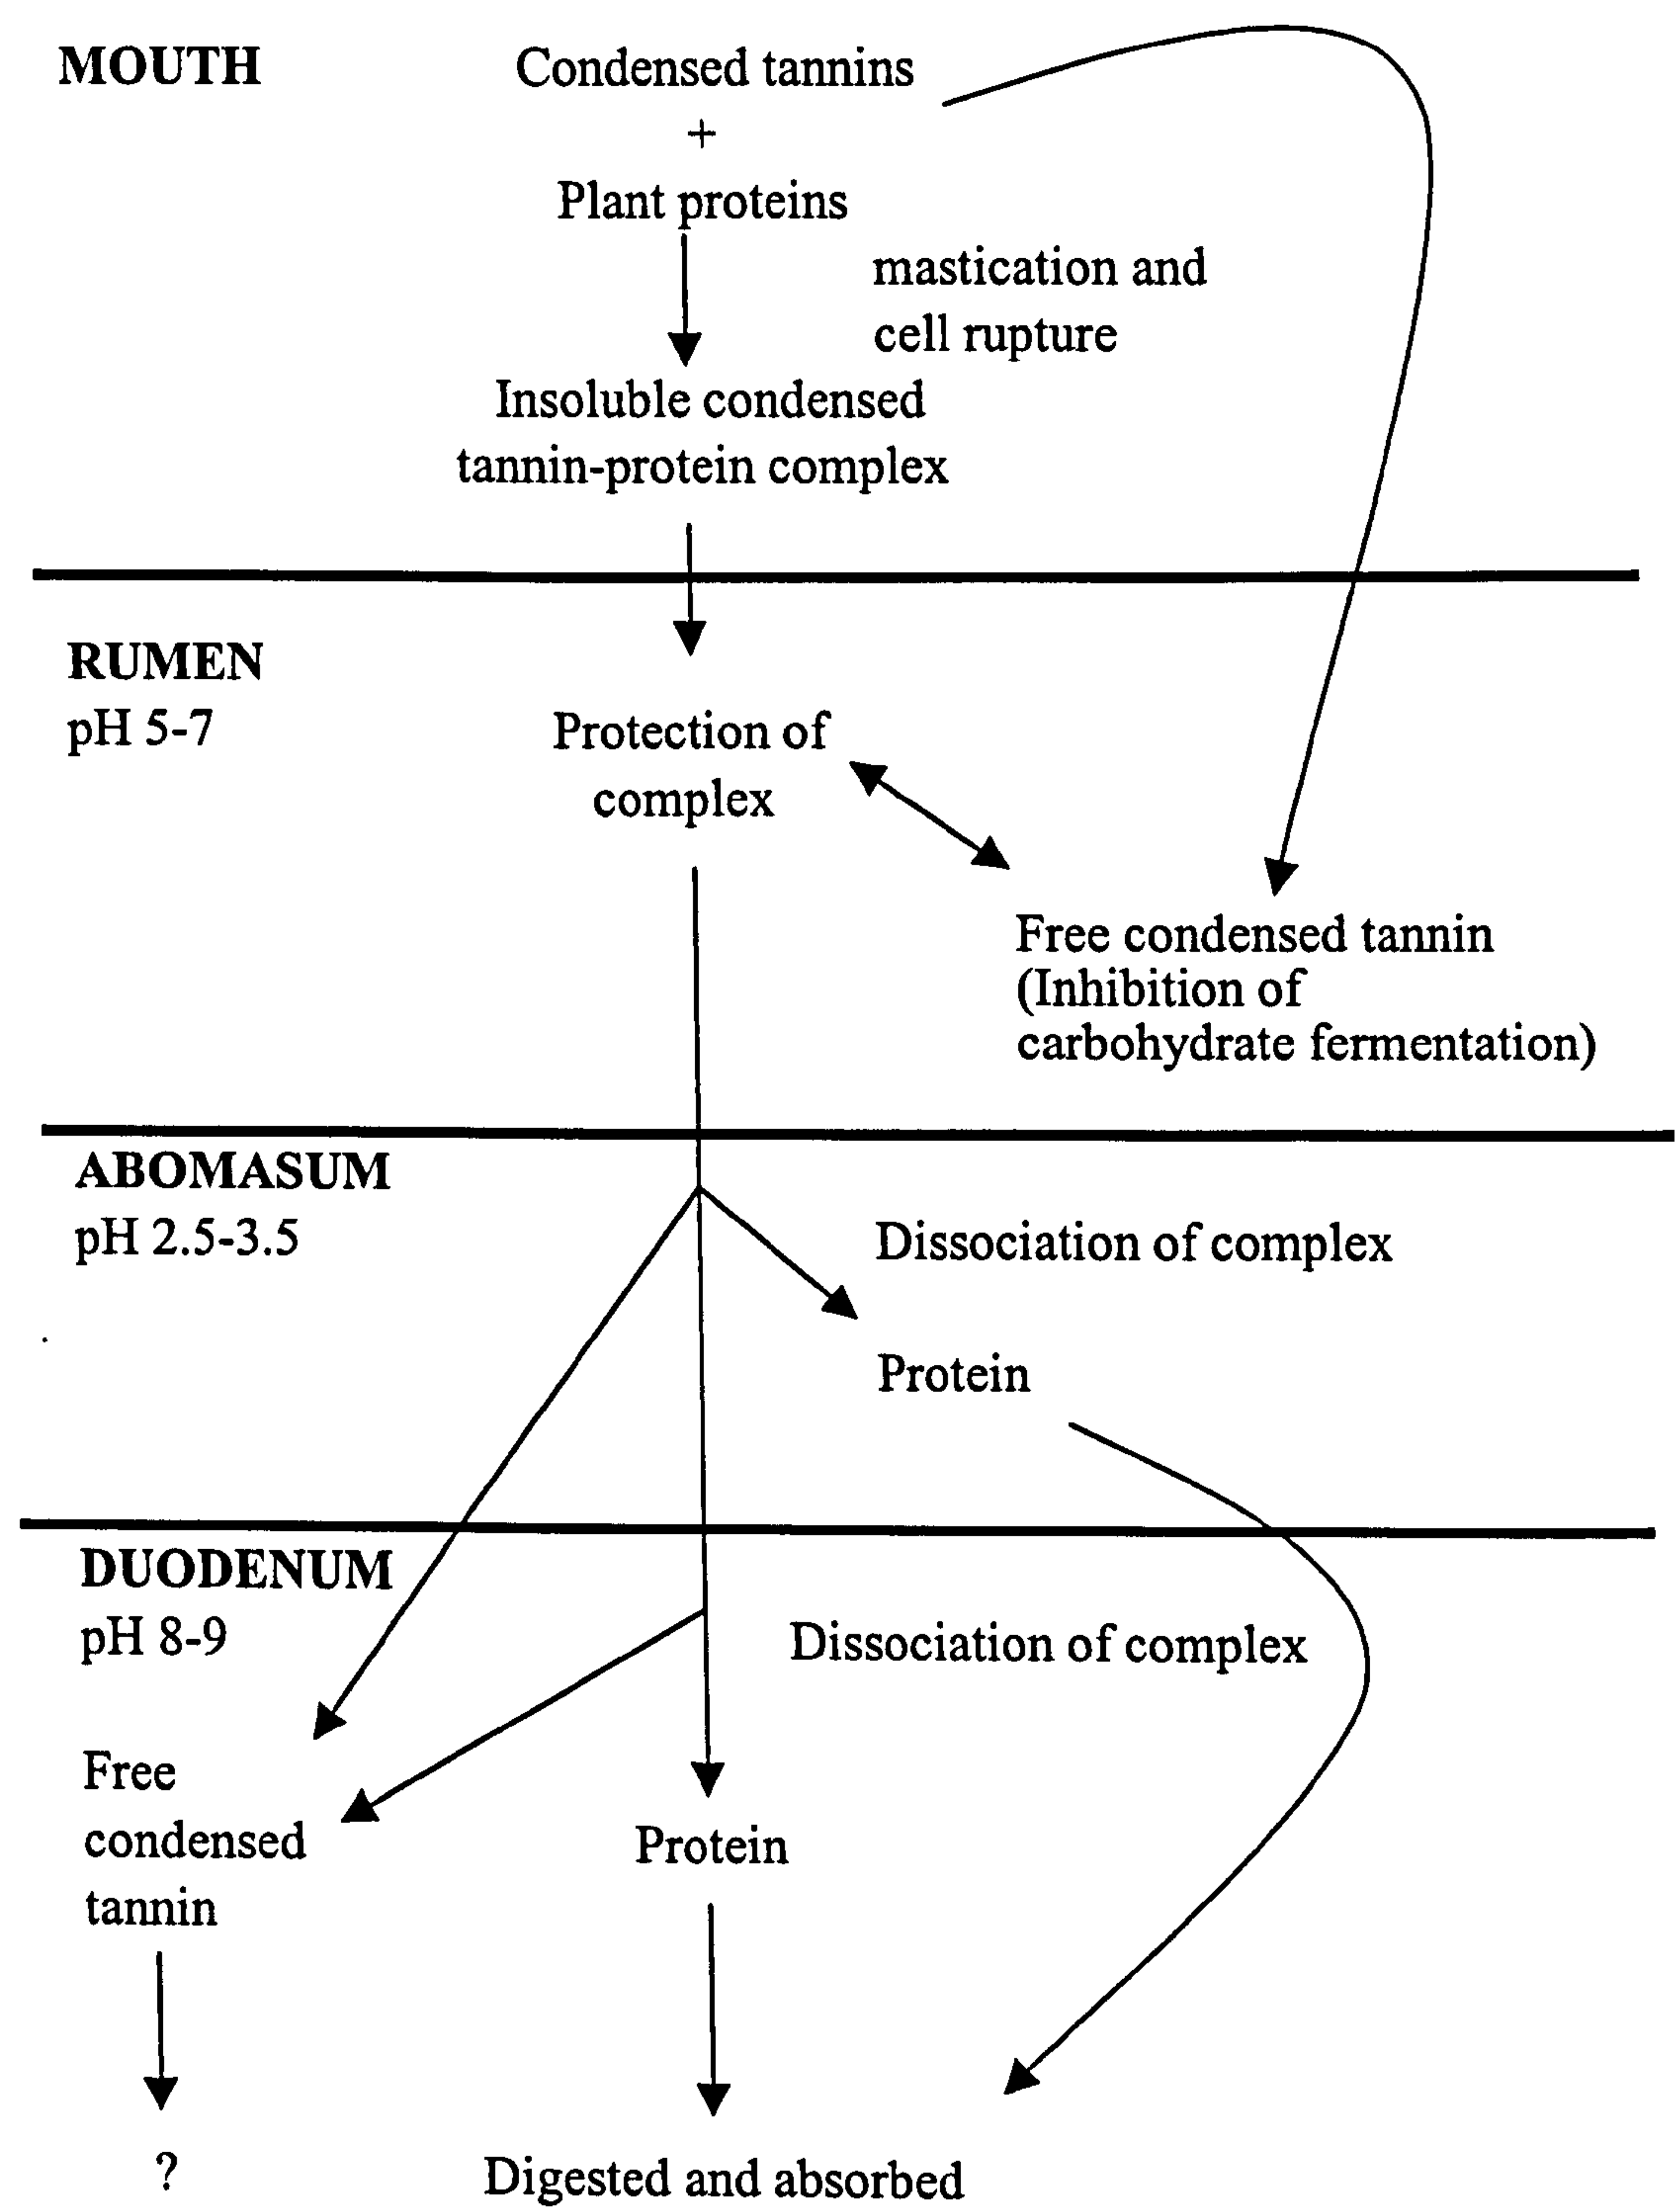 MOUTH
Condensed tannins
+
Plant proteins
mastication and
cell rupture
Insoluble condensed
tannin-protein complex
RUMEN
pH 5-7
Protection of
complex
Free condensed tannin
(Inhibition of
carbohydrate fermentation)
ABOMASUM
pH 2.5-3.5
Dissociation of complex
Protein
DUODENUM
pH 8-9
Dissociation of complex
Free
condensed
tannin
Protein
?
Digested and absorbed